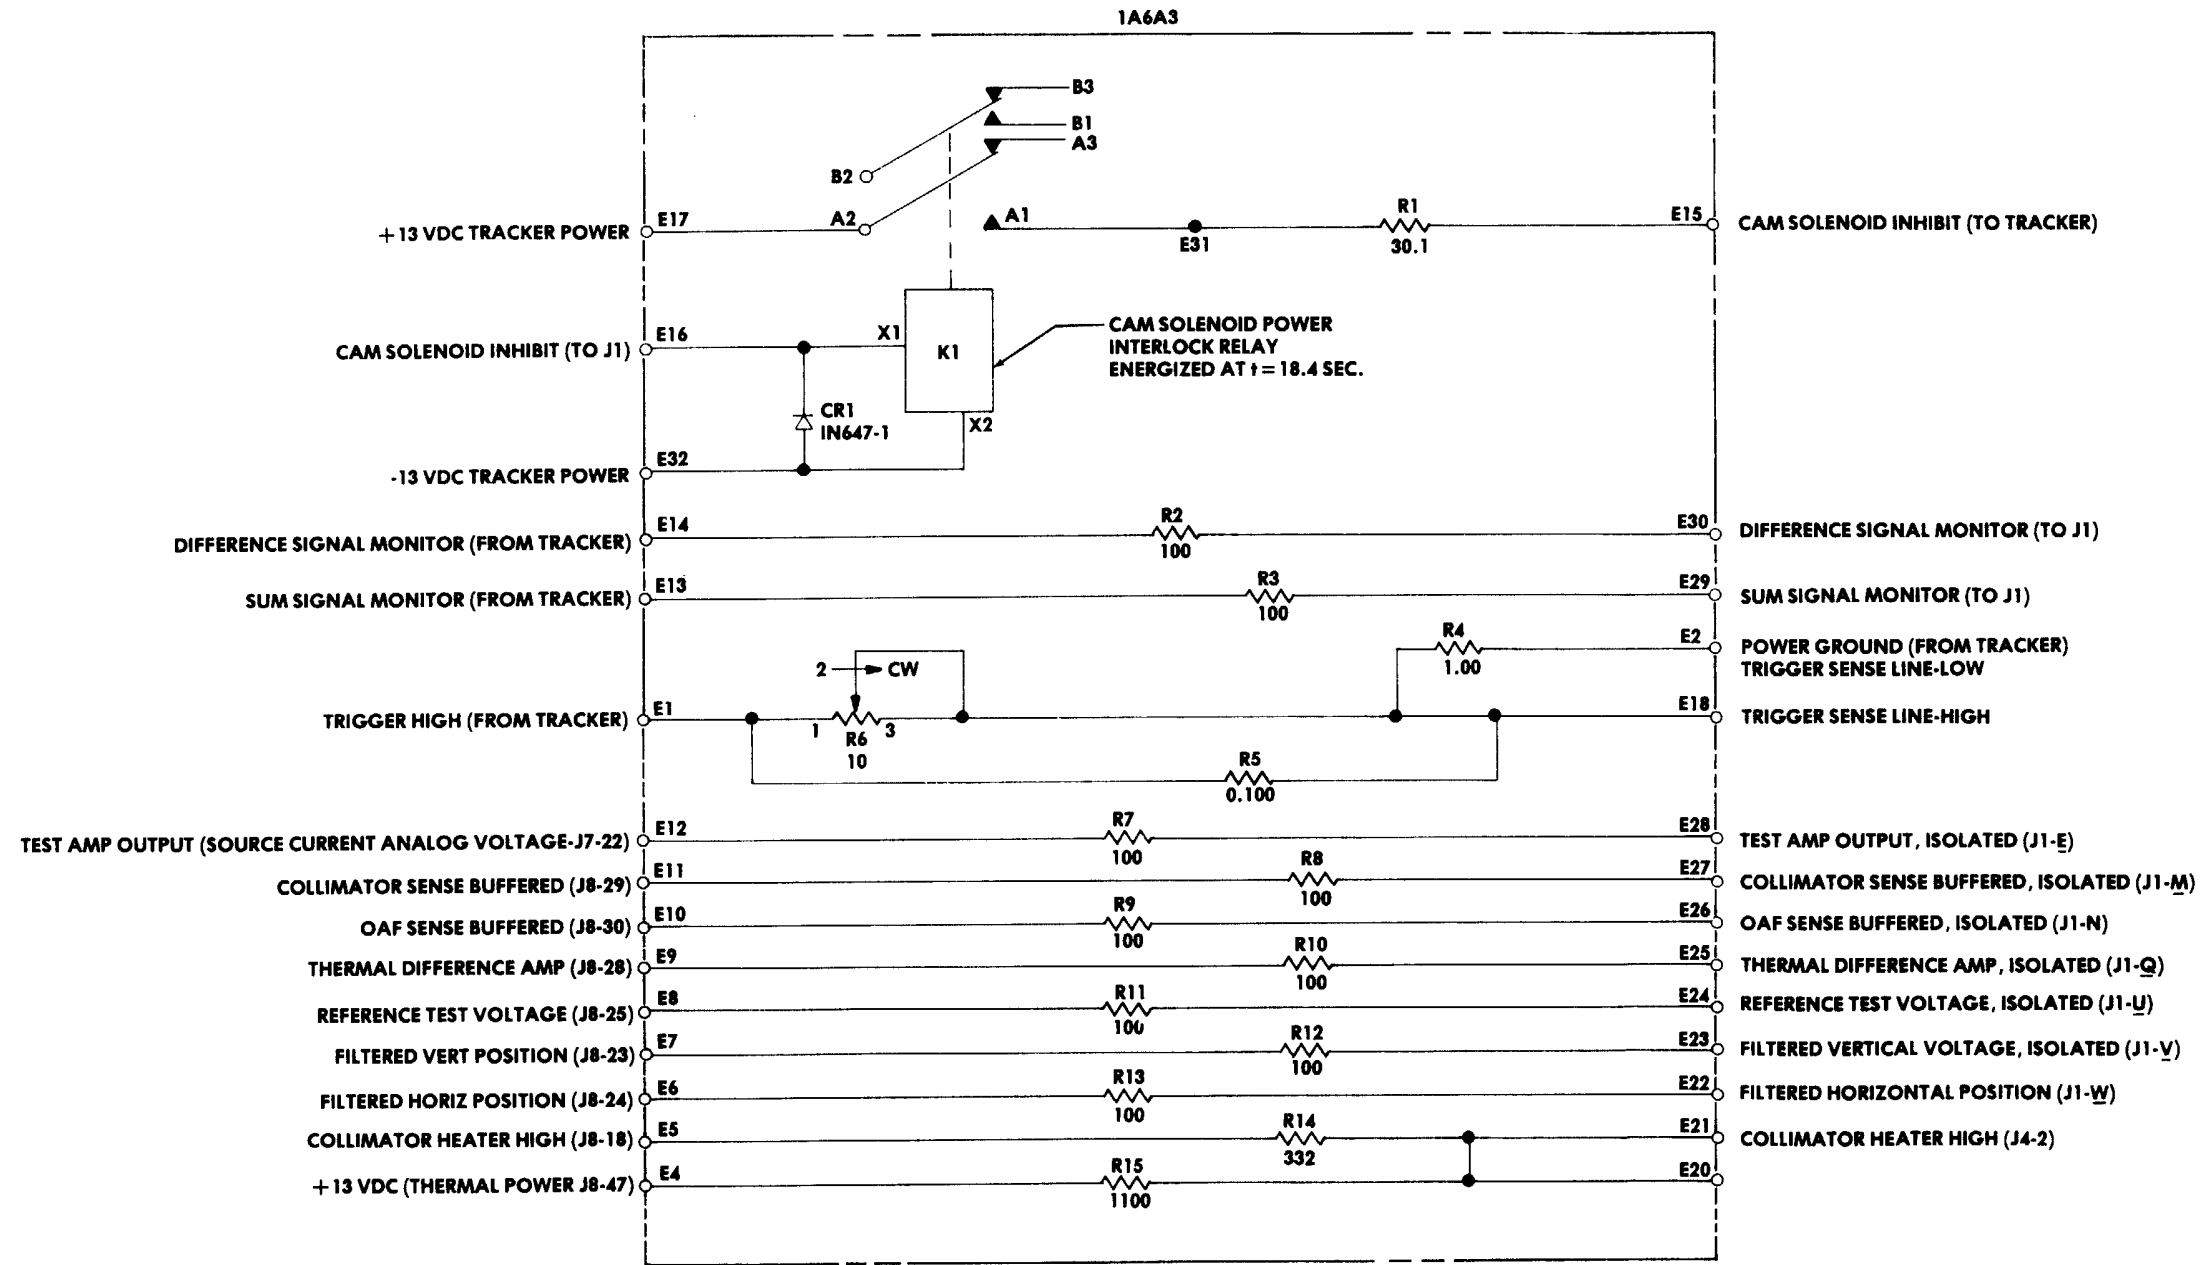 1A6A3
B3
B1
A3
B2
+13 VDC TRACKER POWER
E17
A2
A1
E31
R1
30.1
E15
CAM SOLENOID INHIBIT (TO TRACKER)
CAM SOLENOID INHIBIT (TO J1)
E16
X1
K1
CAM SOLENOID POWER
INTERLOCK RELAY
ENERGIZED AT t = 18.4 SEC.
CR1
IN647-1
X2
-13 VDC TRACKER POWER
E32
DIFFERENCE SIGNAL MONITOR (FROM TRACKER)
E14
R2
100
E30
DIFFERENCE SIGNAL MONITOR (TO J1)
SUM SIGNAL MONITOR (FROM TRACKER)
E13
R3
100
E29
SUM SIGNAL MONITOR (TO J1)
R4
1.00
E2
POWER GROUND (FROM TRACKER)
TRIGGER SENSE LINE-LOW
2
CW
TRIGGER HIGH (FROM TRACKER)
E1
1
R6
10
3
E18
TRIGGER SENSE LINE-HIGH
R5
0.100
TEST AMP OUTPUT (SOURCE CURRENT ANALOG VOLTAGE-J7-22)
E12
R7
100
E28
TEST AMP OUTPUT, ISOLATED (J1-E)
COLLIMATOR SENSE BUFFERED (J8-29)
E11
R8
100
E27
COLLIMATOR SENSE BUFFERED, ISOLATED (J1-M)
OAF SENSE BUFFERED (J8-30)
E10
R9
100
E26
OAF SENSE BUFFERED, ISOLATED (J1-N)
THERMAL DIFFERENCE AMP (J8-28)
E9
R10
100
E25
THERMAL DIFFERENCE AMP, ISOLATED (J1-Q)
REFERENCE TEST VOLTAGE (J8-25)
E8
R11
100
E24
REFERENCE TEST VOLTAGE, ISOLATED (J1-U)
FILTERED VERT POSITION (J8-23)
E7
R12
100
E23
FILTERED VERTICAL VOLTAGE, ISOLATED (J1-V)
FILTERED HORIZ POSITION (J8-24)
E6
R13
100
E22
FILTERED HORIZONTAL POSITION (J1-W)
COLLIMATOR HEATER HIGH (J8-18)
E5
R14
332
E21
COLLIMATOR HEATER HIGH (J4-2)
+13 VDC (THERMAL POWER J8-47)
E4
R15
1100
E20